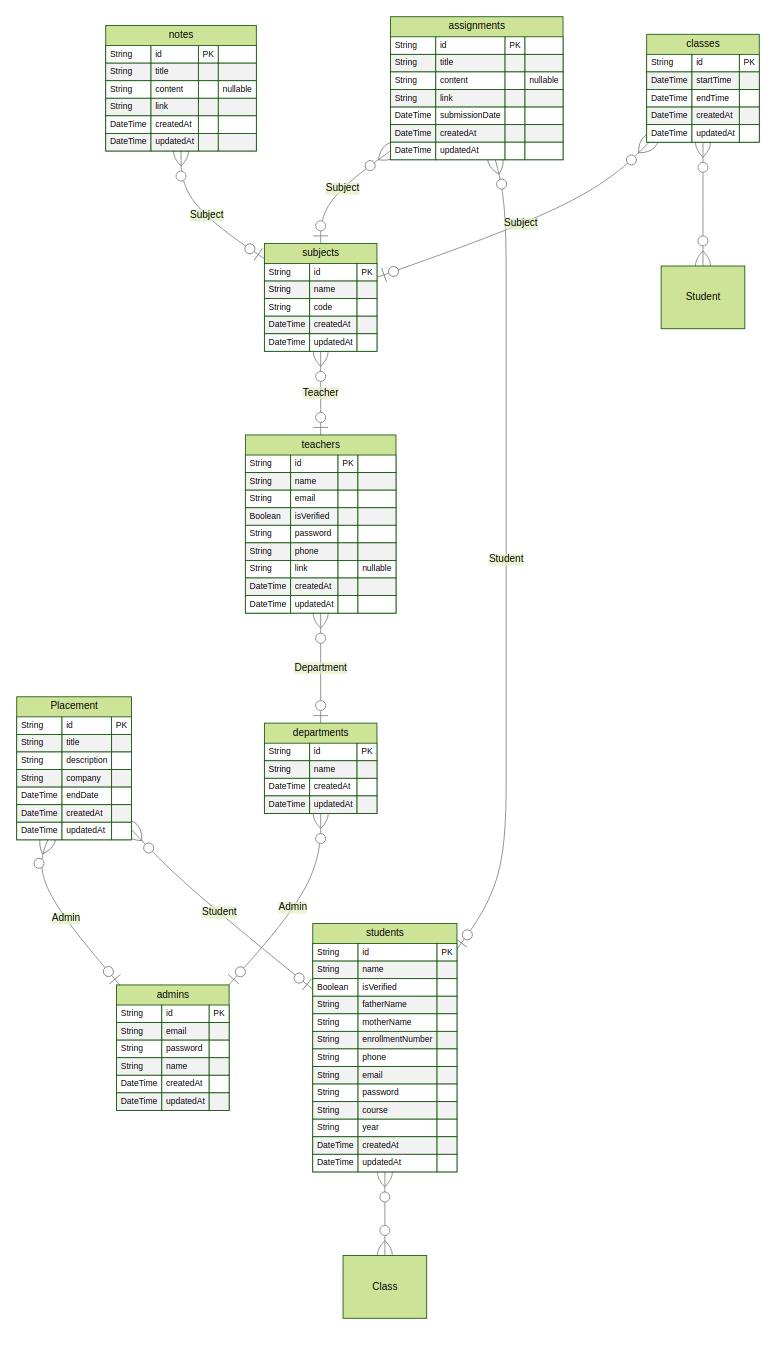 notes
String id PK
String title
String content nullable
String link
DateTime createdAt
DateTime updatedAt
assignments
String id PK
String title
String content nullable
String link
DateTime submissionDate
DateTime createdAt
DateTime updatedAt
classes
String id PK
DateTime startTime
DateTime endTime
DateTime createdAt
DateTime updatedAt
Subject
Subject
Subject
Student
subjects
String id PK
String name
String code
DateTime createdAt
DateTime updatedAt
Teacher
teachers
String id PK
String name
String email
Boolean isVerified
String password
String phone
String link nullable
DateTime createdAt
DateTime updatedAt
Student
Department
Placement
String id PK
String title
String description
String company
DateTime endDate
DateTime createdAt
DateTime updatedAt
departments
String id PK
String name
DateTime createdAt
DateTime updatedAt
Admin
Student
Admin
admins
String id PK
String email
String password
String name
DateTime createdAt
DateTime updatedAt
students
String id PK
String name
Boolean isVerified
String fatherName
String motherName
String enrollmentNumber
String phone
String email
String password
String course
String year
DateTime createdAt
DateTime updatedAt
Class